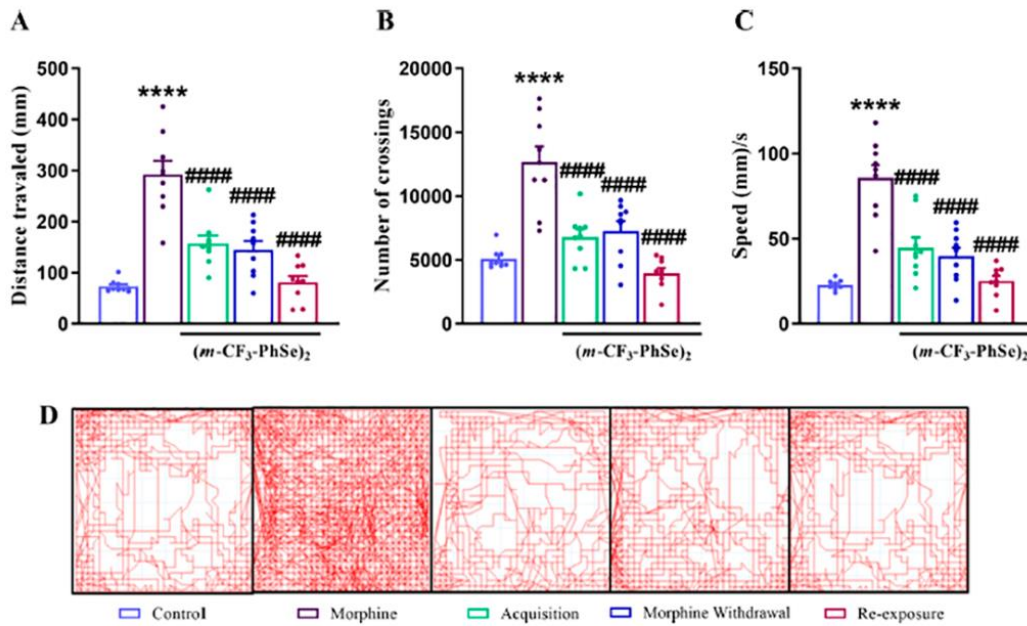 A
B
C
Distance travaled (mm)
500
400
300
200
100
0
****
####
####
####
(m-CF₃-PhSe)₂
Number of crossings
20000
15000
10000
5000
0
****
####
####
####
(m-CF₃-PhSe)₂
Speed (mm)/s
150
100
50
0
****
####
####
####
(m-CF₃-PhSe)₂
D
Control
Morphine
Acquisition
Morphine Withdrawal
Re-exposure